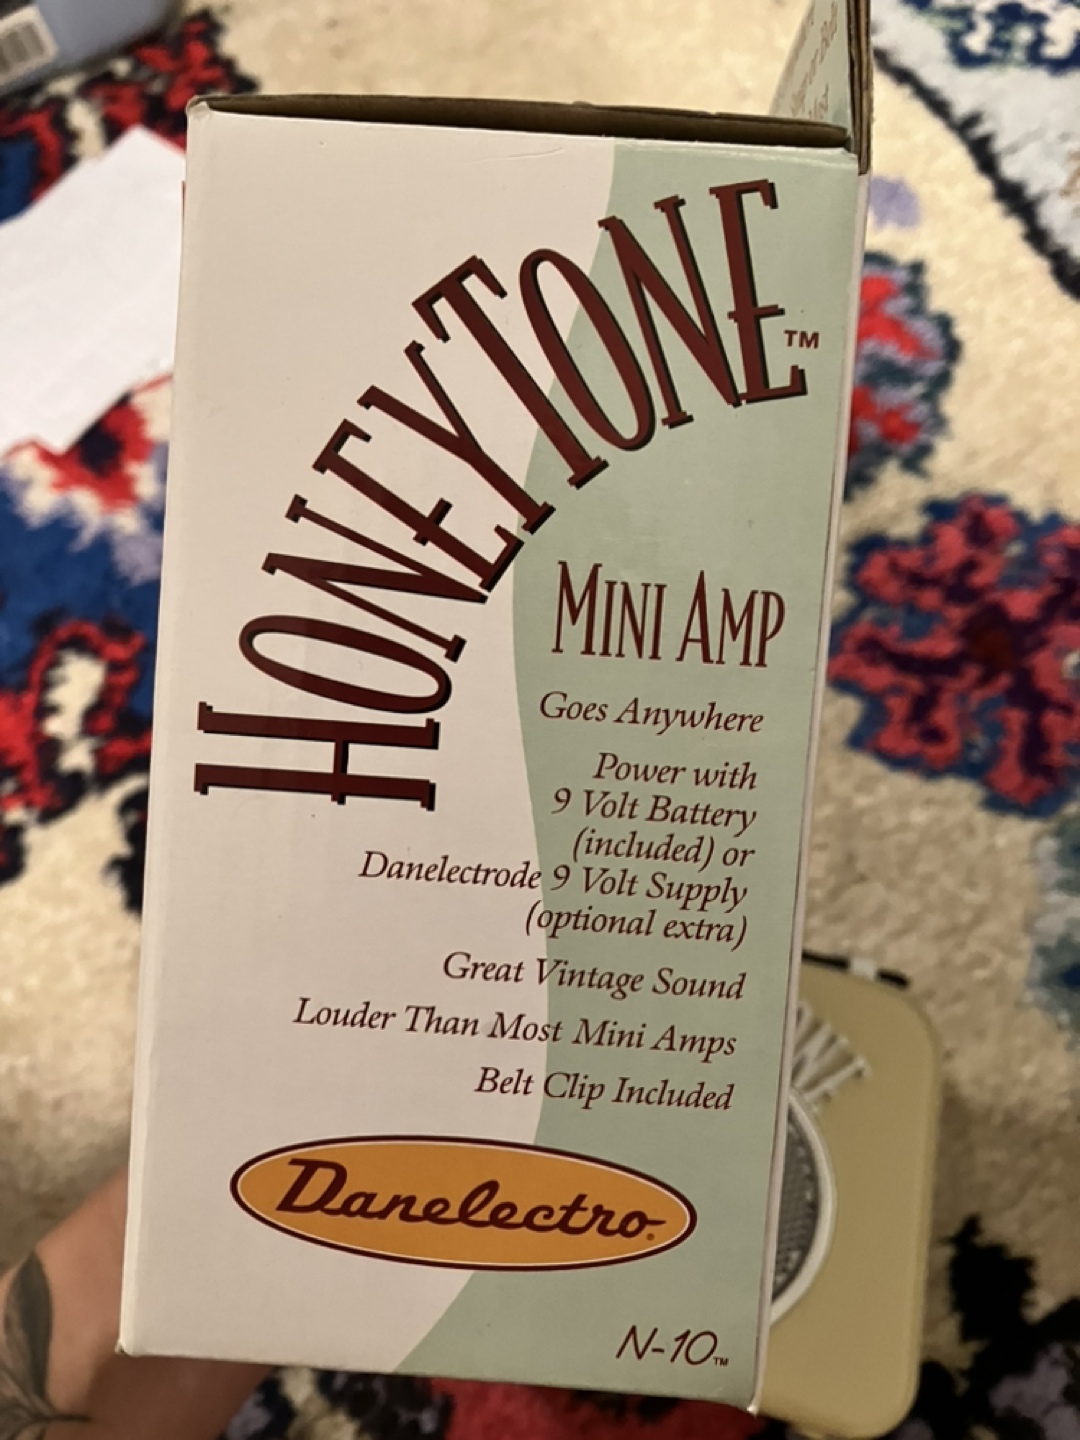 HONEYTONE™
MINI AMP
Goes Anywhere
Power with
9 Volt Battery
(included) or
Danelectrode 9 Volt Supply
(optional extra)
Great Vintage Sound
Louder Than Most Mini Amps
Belt Clip Included
Danelectro®
N-10™